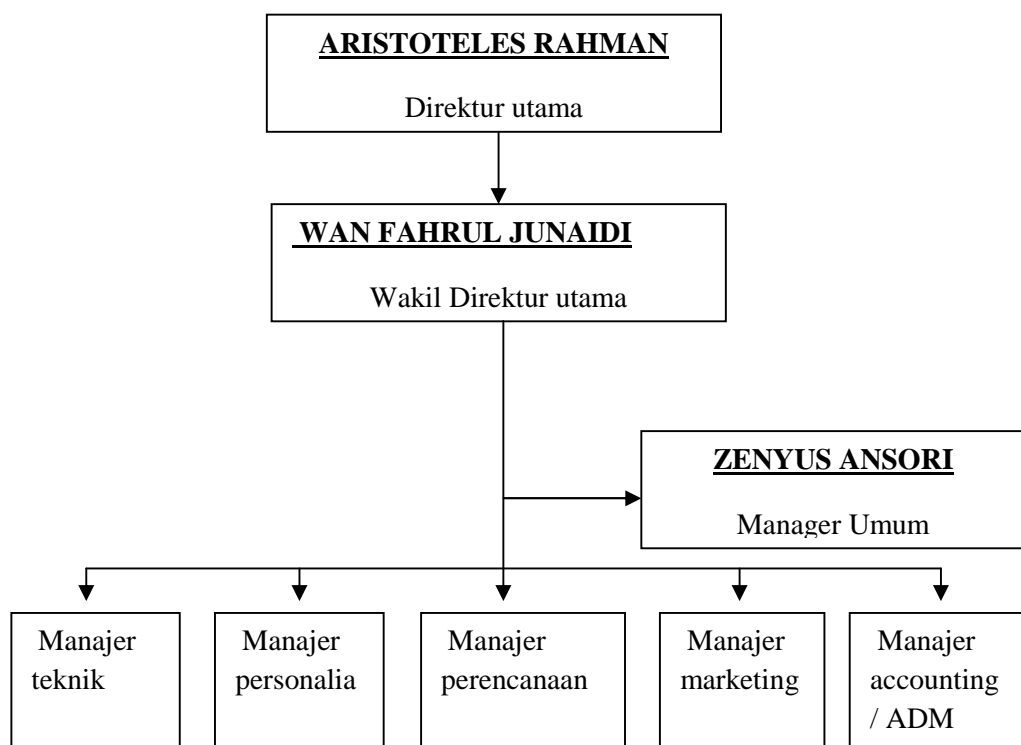 ARISTOTELES RAHMAN
Direktur utama
WAN FAHRUL JUNAIDI
Wakil Direktur utama
ZENYUS ANSORI
Manager Umum
Manajer
teknik
Manajer
personalia
Manajer
perencanaan
Manajer
marketing
Manajer
accounting
/ ADM